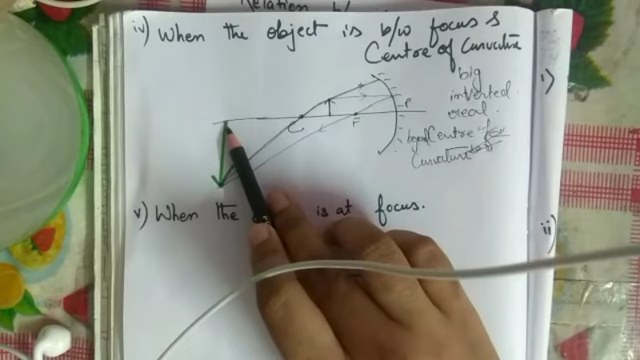 Relation b/
iv) When the object is b/w focus &
Centre of Curvature
big
inverted
real
beyond Centre of
Curvature
C
F
P
v) When the is at focus.
i)
ii)